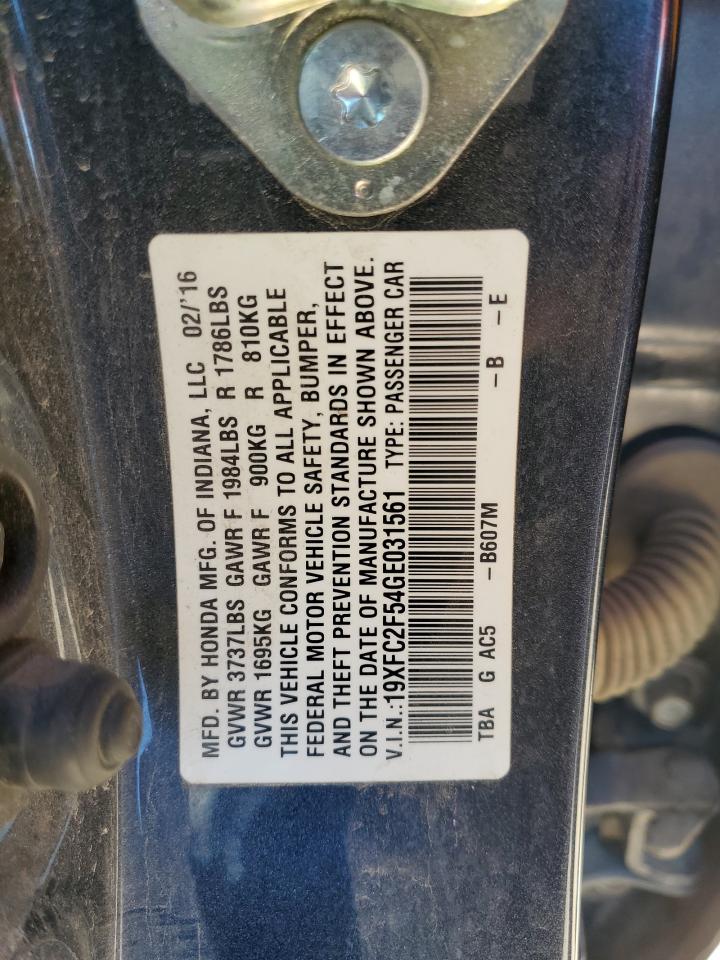 MFD. BY HONDA MFG. OF INDIANA, LLC 02/'16
GVWR 3737LBS GAWR F 1984LBS R 1786LBS
GVWR 1695KG GAWR F 900KG R 810KG
THIS VEHICLE CONFORMS TO ALL APPLICABLE
FEDERAL MOTOR VEHICLE SAFETY, BUMPER,
AND THEFT PREVENTION STANDARDS IN EFFECT
ON THE DATE OF MANUFACTURE SHOWN ABOVE.
V.I.N.:19XFC2F54GE031561 TYPE: PASSENGER CAR
TBA G AC5 –B607M –B –E